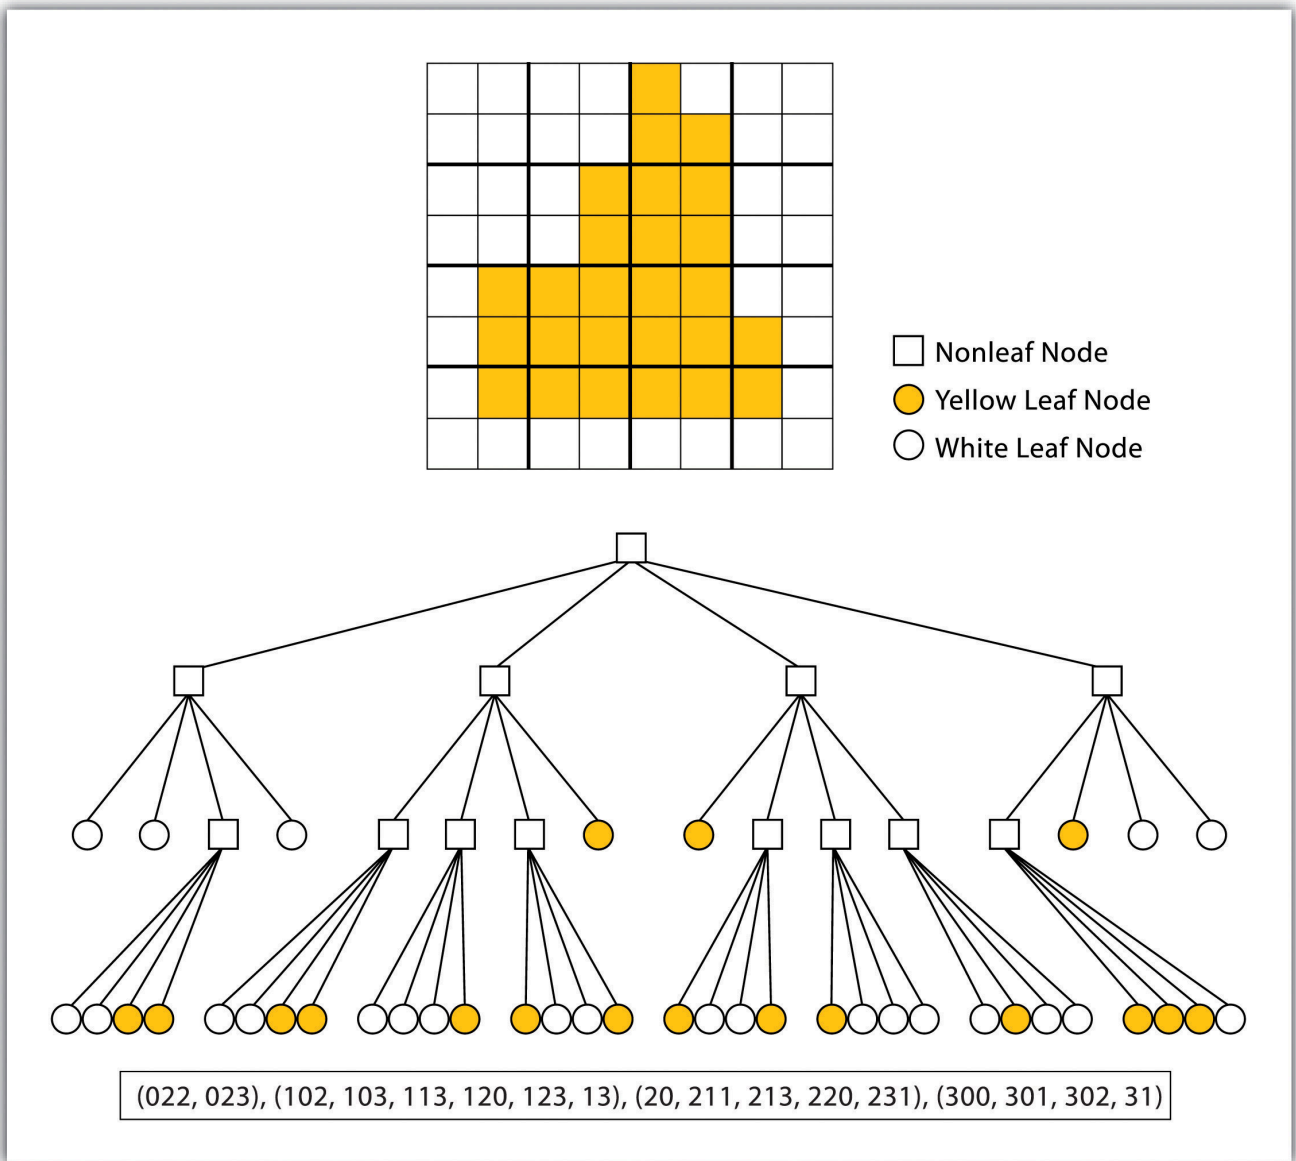 Nonleaf Node
Yellow Leaf Node
White Leaf Node
(022, 023), (102, 103, 113, 120, 123, 13), (20, 211, 213, 220, 231), (300, 301, 302, 31)